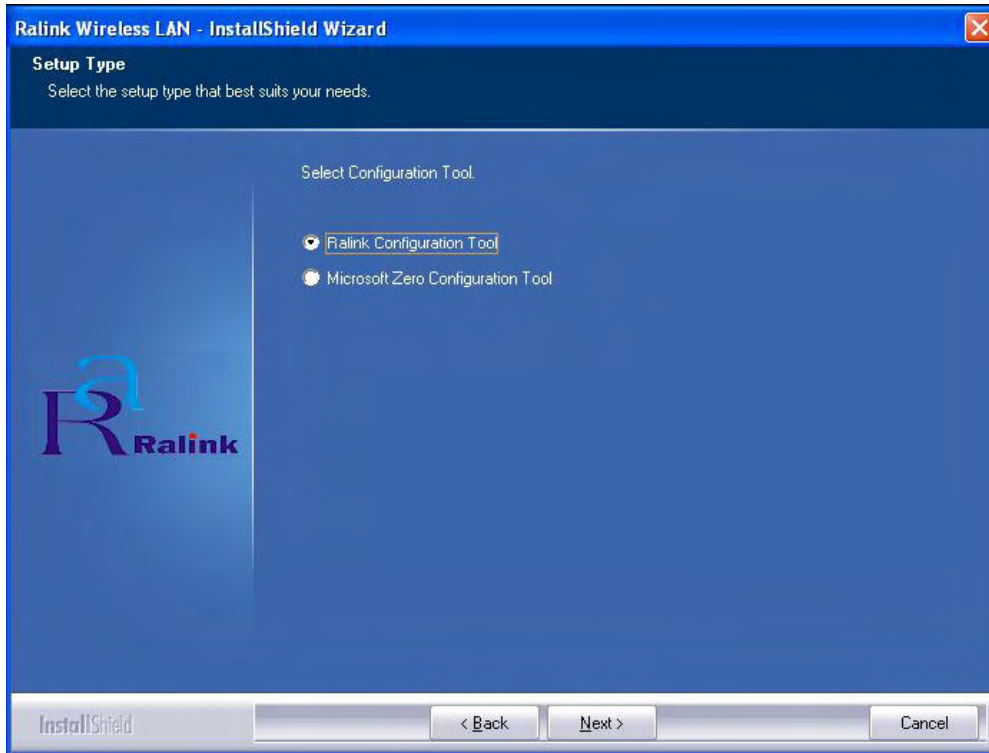 Ralink Wireless LAN - InstallShield Wizard
Setup Type
Select the setup type that best suits your needs.
Select Configuration Tool.
Ralink Configuration Tool
Microsoft Zero Configuration Tool
Ra
Ralink
InstallShield
< Back
Next >
Cancel